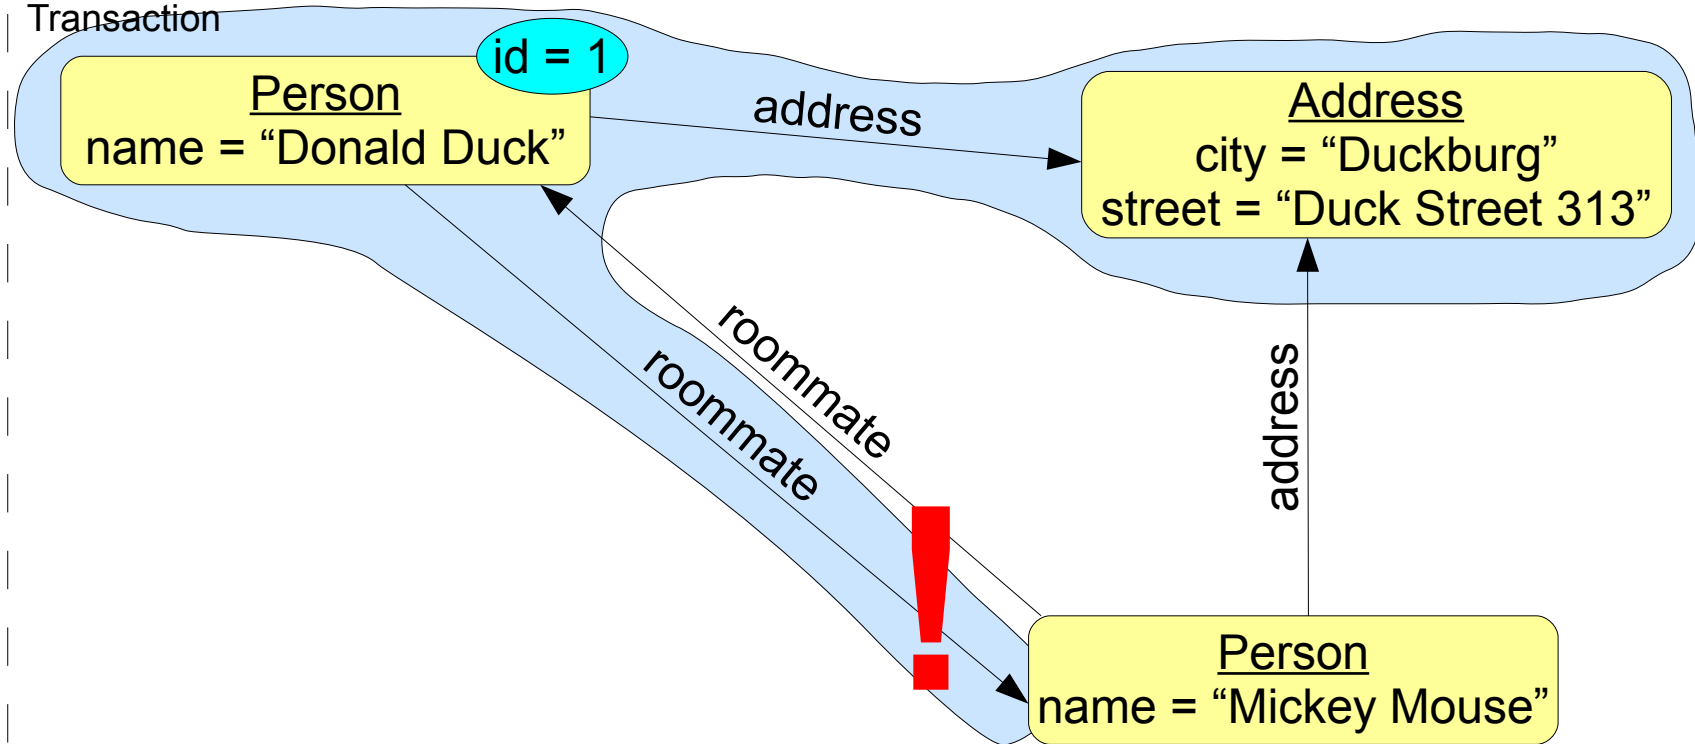 Transaction
id = 1
Person
name = “Donald Duck”
address
Address
city = “Duckburg”
street = “Duck Street 313”
roommate
roommate
address
!
Person
name = “Mickey Mouse”